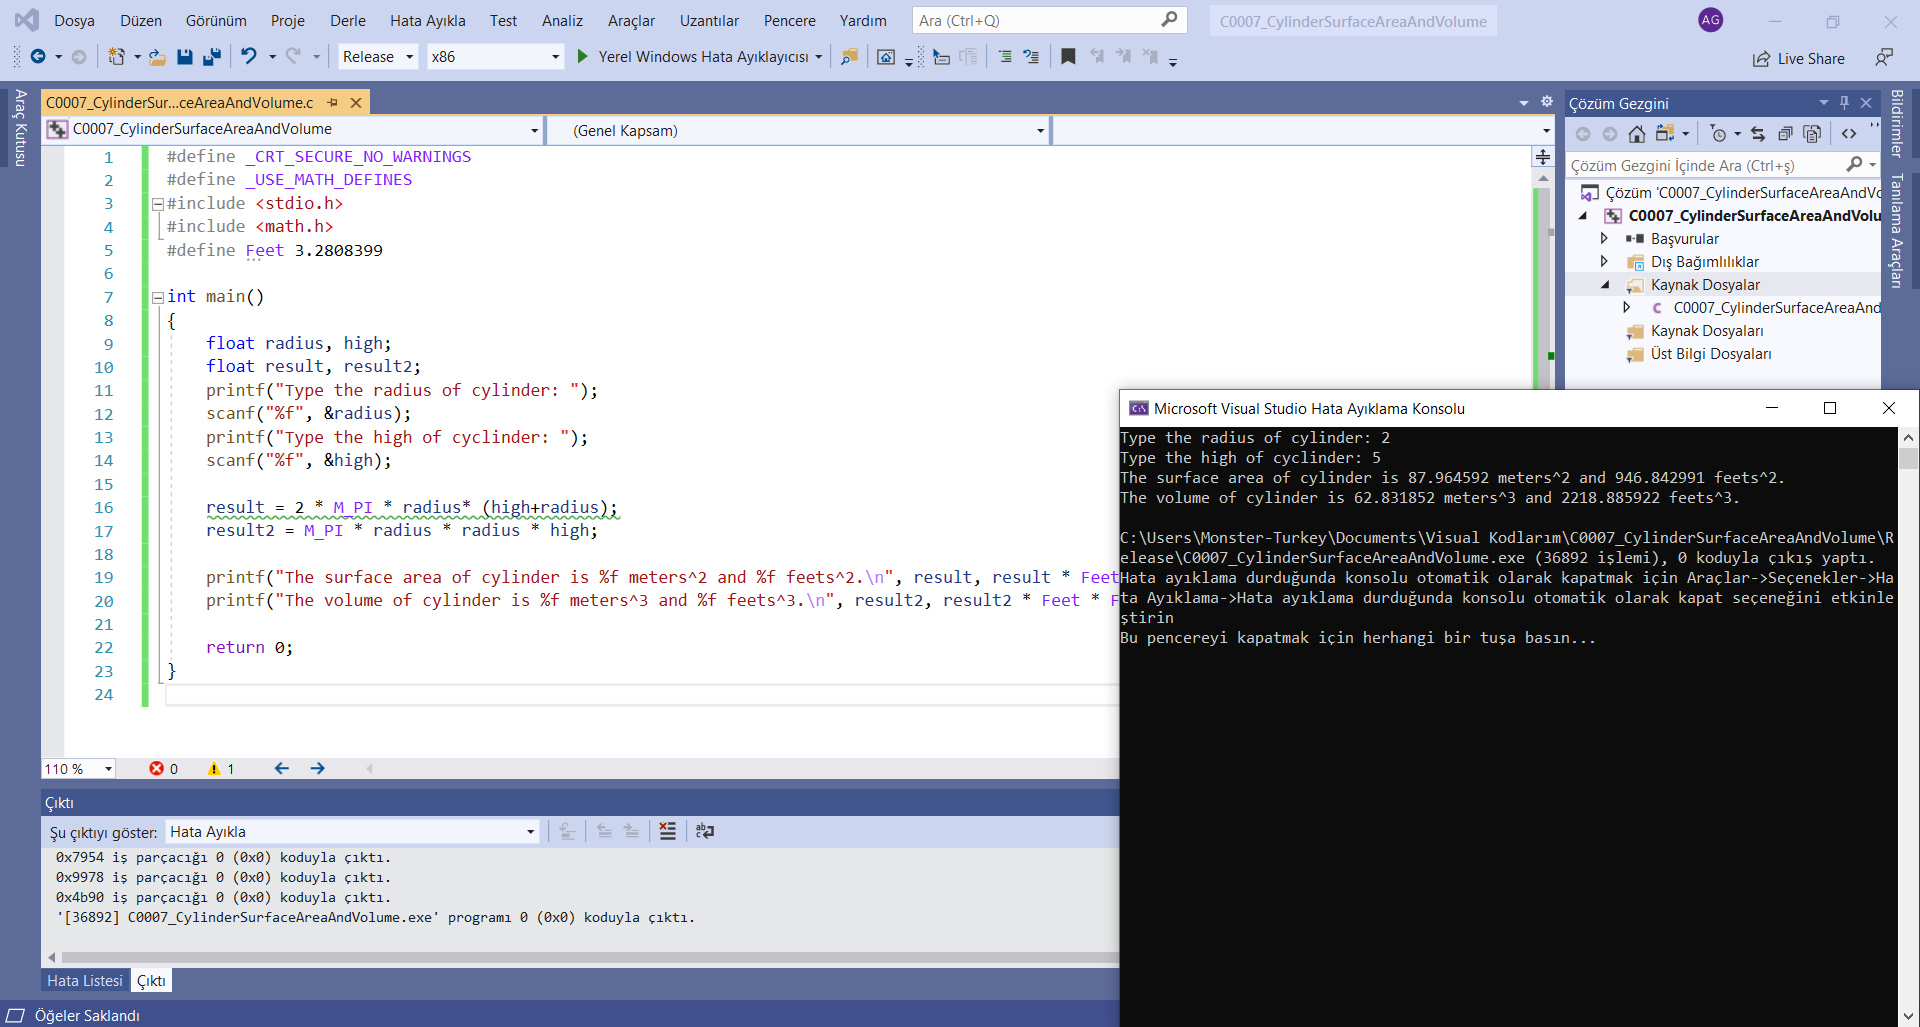 Dosya Düzen Görünüm Proje Derle Hata Ayıkla Test Analiz Araçlar Uzantılar Pencere Yardım Ara (Ctrl+Q) C0007_CylinderSurfaceAreaAndVolume AG
Release x86 Yerel Windows Hata Ayıklayıcısı Live Share
Araç Kutusu
C0007_CylinderSur...ceAreaAndVolume.c
C0007_CylinderSurfaceAreaAndVolume (Genel Kapsam)
1 #define _CRT_SECURE_NO_WARNINGS
2 #define _USE_MATH_DEFINES
3 #include <stdio.h>
4 #include <math.h>
5 #define Feet 3.2808399
6
7 int main()
8 {
9 float radius, high;
10 float result, result2;
11 printf("Type the radius of cylinder: ");
12 scanf("%f", &radius);
13 printf("Type the high of cyclinder: ");
14 scanf("%f", &high);
15
16 result = 2 * M_PI * radius* (high+radius);
17 result2 = M_PI * radius * radius * high;
18
19 printf("The surface area of cylinder is %f meters^2 and %f feets^2.\n", result, result * Feet
20 printf("The volume of cylinder is %f meters^3 and %f feets^3.\n", result2, result2 * Feet * F
21
22 return 0;
23 }
24
110 % 0 1
Çıktı
Şu çıktıyı göster: Hata Ayıkla
0x7954 iş parçacığı 0 (0x0) koduyla çıktı.
0x9978 iş parçacığı 0 (0x0) koduyla çıktı.
0x4b90 iş parçacığı 0 (0x0) koduyla çıktı.
'[36892] C0007_CylinderSurfaceAreaAndVolume.exe' programı 0 (0x0) koduyla çıktı.
Hata Listesi Çıktı
Öğeler Saklandı
Çözüm Gezgini
Çözüm Gezgini İçinde Ara (Ctrl+ş)
Çözüm 'C0007_CylinderSurfaceAreaAndVo
C0007_CylinderSurfaceAreaAndVolu
Başvurular
Dış Bağımlılıklar
Kaynak Dosyalar
C0007_CylinderSurfaceAreaAnd
Kaynak Dosyaları
Üst Bilgi Dosyaları
Bildirimler
Tanılama Araçları
Microsoft Visual Studio Hata Ayıklama Konsolu
Type the radius of cylinder: 2
Type the high of cyclinder: 5
The surface area of cylinder is 87.964592 meters^2 and 946.842991 feets^2.
The volume of cylinder is 62.831852 meters^3 and 2218.885922 feets^3.
C:\Users\Monster-Turkey\Documents\Visual Kodlarım\C0007_CylinderSurfaceAreaAndVolume\R
elease\C0007_CylinderSurfaceAreaAndVolume.exe (36892 işlemi), 0 koduyla çıkış yaptı.
Hata ayıklama durduğunda konsolu otomatik olarak kapatmak için Araçlar->Seçenekler->Ha
ta Ayıklama->Hata ayıklama durduğunda konsolu otomatik olarak kapat seçeneğini etkinle
ştirin
Bu pencereyi kapatmak için herhangi bir tuşa basın...